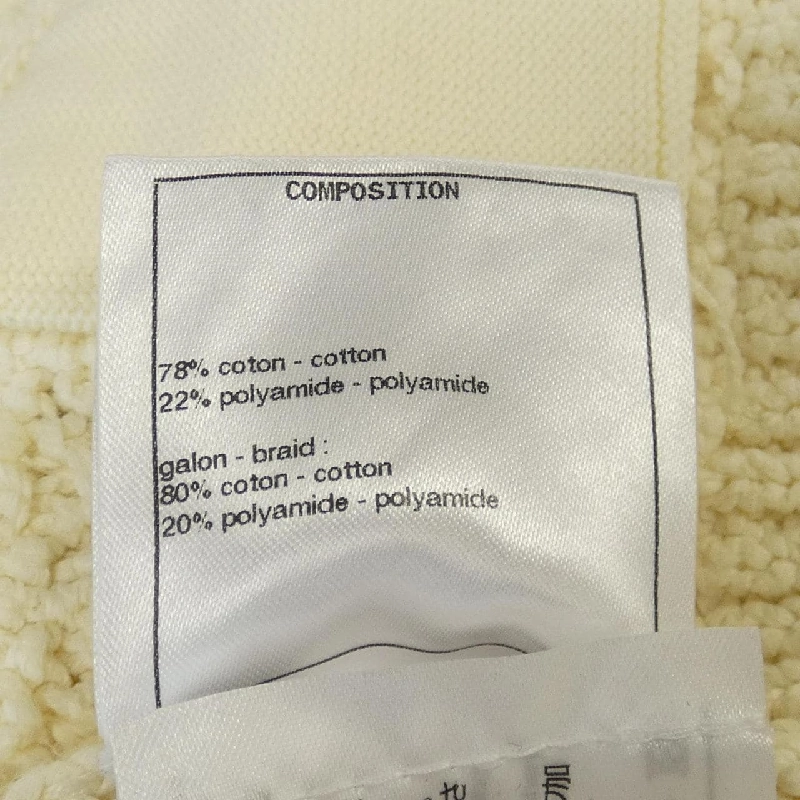 COMPOSITION
78% coton - cotton
22% polyamide - polyamide
galon - braid :
80% coton - cotton
20% polyamide - polyamide